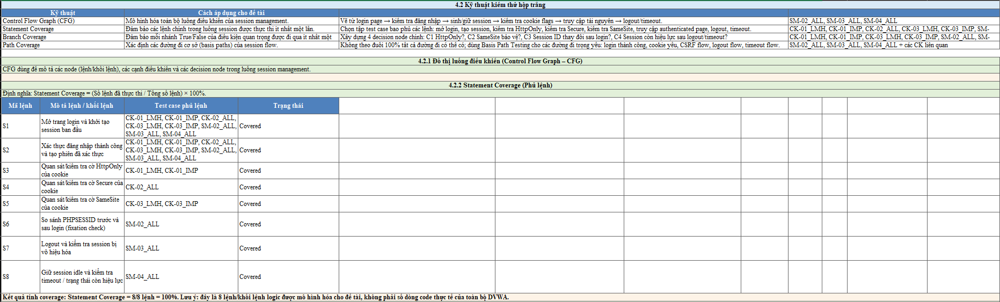 4.2 Kỹ thuật kiểm thử hộp trắng
Kỹ thuật Cách áp dụng cho đề tài
Control Flow Graph (CFG) Mô hình hóa toàn bộ luồng điều khiển của session management. Vẽ từ login page → kiểm tra đăng nhập → sinh/giữ session → kiểm tra cookie flags → truy cập tài nguyên → logout/timeout. SM-02_ALL, SM-03_ALL, SM-04_ALL
Statement Coverage Đảm bảo các lệnh chính trong luồng session được thực thi ít nhất một lần. Chọn tập test case bao phủ các lệnh: mở login, tạo session, kiểm tra HttpOnly, kiểm tra Secure, kiểm tra SameSite, truy cập authenticated page, logout, timeout. CK-01_LMH, CK-01_IMP, CK-02_ALL, CK-03_LMH, CK-03_IMP, SM-
Branch Coverage Đảm bảo mỗi nhánh True/False của điều kiện quan trọng được đi qua ít nhất một Xây dựng 4 decision node chính: C1 HttpOnly?, C2 SameSite bảo vệ?, C3 Session ID thay đổi sau login?, C4 Session còn hiệu lực sau logout/timeout? CK-01_LMH, CK-01_IMP, CK-03_LMH, CK-03_IMP, SM-02_ALL, SM-
Path Coverage Xác định các đường đi cơ sở (basis paths) của session flow. Không theo đuổi 100% tất cả đường đi có thể có; dùng Basis Path Testing cho các đường đi trọng yếu: login thành công, cookie yếu, CSRF flow, logout flow, timeout flow. SM-02_ALL, SM-03_ALL, SM-04_ALL + các CK liên quan
4.2.1 Đồ thị luồng điều khiển (Control Flow Graph – CFG)
CFG dùng để mô tả các node (lệnh/khối lệnh), các cạnh điều khiển và các decision node trong luồng session management.
4.2.2 Statement Coverage (Phủ lệnh)
Định nghĩa: Statement Coverage = (Số lệnh đã thực thi / Tổng số lệnh) × 100%.
Mã lệnh Mô tả lệnh / khối lệnh Test case phủ lệnh Trạng thái
S1
Mở trang login và khởi tạo
session ban đầu
CK-01_LMH, CK-01_IMP, CK-02_ALL,
CK-03_LMH, CK-03_IMP, SM-02_ALL,
SM-03_ALL, SM-04_ALL
Covered
S2
Xác thực đăng nhập thành công
và tạo phiên đã xác thực
CK-01_LMH, CK-01_IMP, CK-02_ALL,
CK-03_LMH, CK-03_IMP, SM-02_ALL,
SM-03_ALL, SM-04_ALL
Covered
S3
Quan sát/kiểm tra cờ HttpOnly
của cookie
CK-01_LMH, CK-01_IMP
Covered
S4
Quan sát/kiểm tra cờ Secure của
cookie
CK-02_ALL
Covered
S5
Quan sát/kiểm tra cờ SameSite
của cookie
CK-03_LMH, CK-03_IMP
Covered
S6
So sánh PHPSESSID trước và
sau login (fixation check)
SM-02_ALL
Covered
S7
Logout và kiểm tra session bị
vô hiệu hóa
SM-03_ALL
Covered
S8
Giữ session idle và kiểm tra
timeout / trạng thái còn hiệu lực
SM-04_ALL
Covered
Kết quả tính coverage: Statement Coverage = 8/8 lệnh = 100%. Lưu ý: đây là 8 lệnh/khối lệnh logic được mô hình hóa cho đề tài, không phải số dòng code thực tế của toàn bộ DVWA.